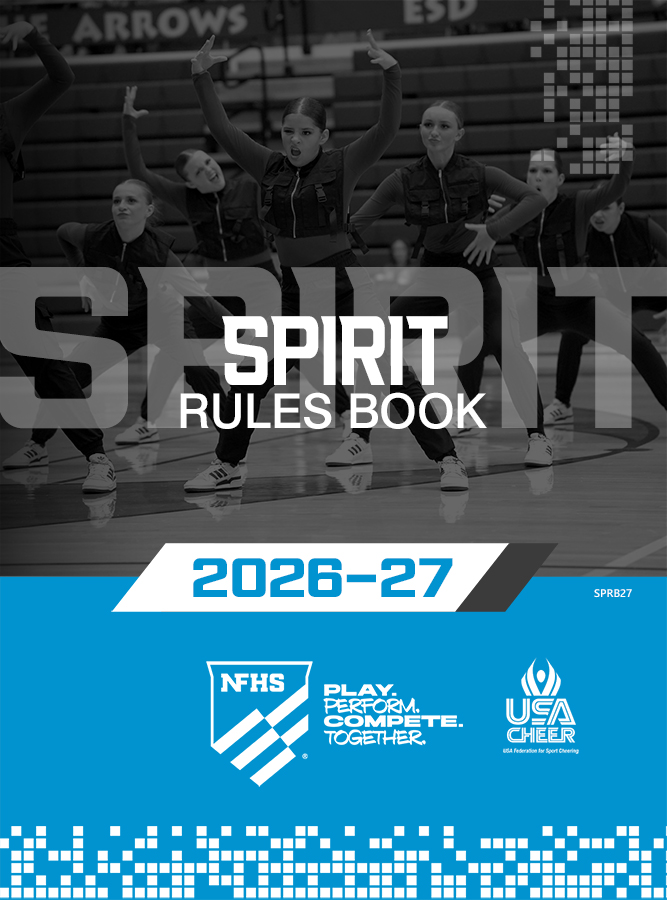 ARROWS
ESD
SPIRIT
SPIRIT
RULES BOOK
2026-27
SPRB27
NFHS
PLAY.
PERFORM.
COMPETE.
TOGETHER.
®
USA
CHEER
USA Federation for Sport Cheering